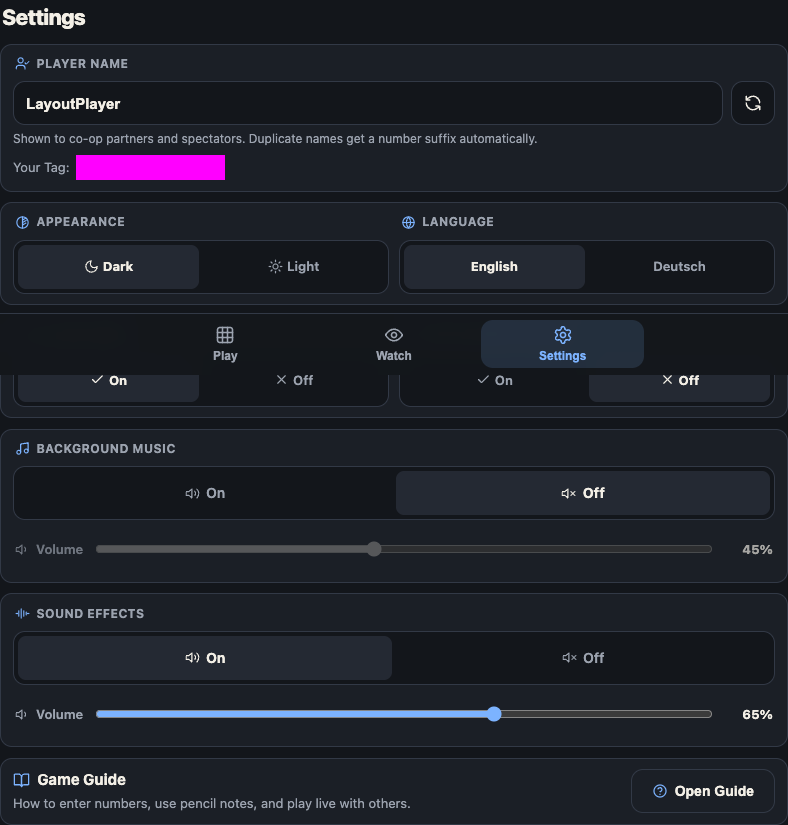 Settings
PLAYER NAME
LayoutPlayer
Shown to co-op partners and spectators. Duplicate names get a number suffix automatically.
Your Tag:
APPEARANCE
LANGUAGE
Dark
Light
English
Deutsch
Play
Watch
Settings
On
Off
On
Off
BACKGROUND MUSIC
On
Off
Volume
45%
SOUND EFFECTS
On
Off
Volume
65%
Game Guide
How to enter numbers, use pencil notes, and play live with others.
Open Guide